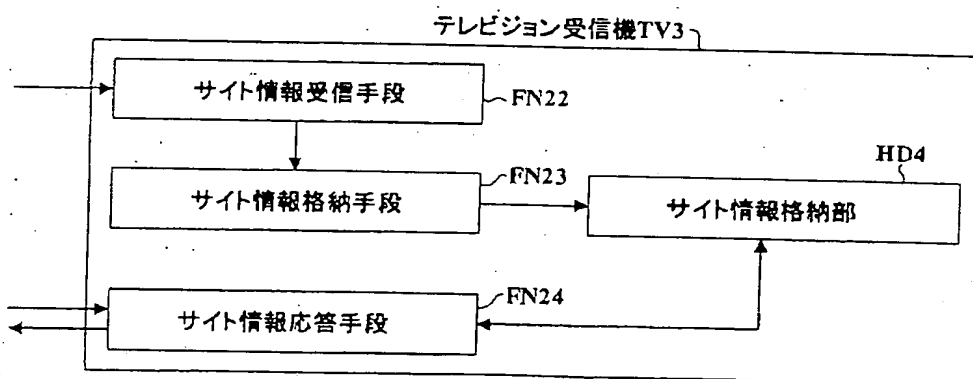 テレビジョン受信機TV3
サイト情報受信手段
FN22
サイト情報格納手段
FN23
HD4
サイト情報格納部
サイト情報応答手段
FN24